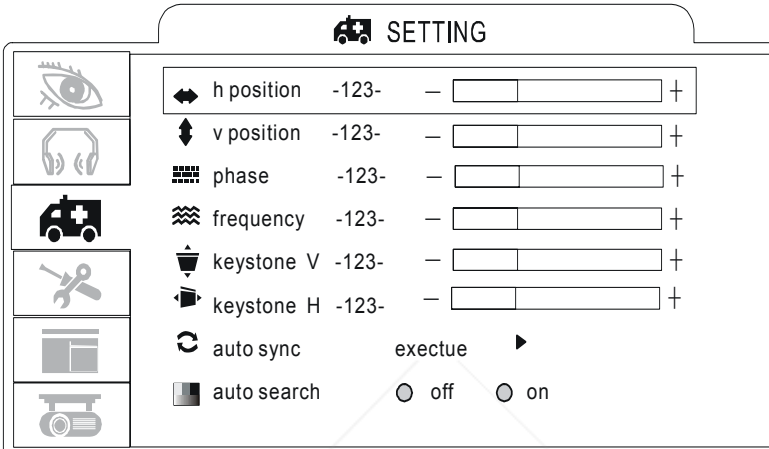 SETTING
h position -123- — +
v position -123- — +
phase -123- — +
frequency -123- — +
keystone V -123- — +
keystone H -123- — +
auto sync exectue
auto search off on